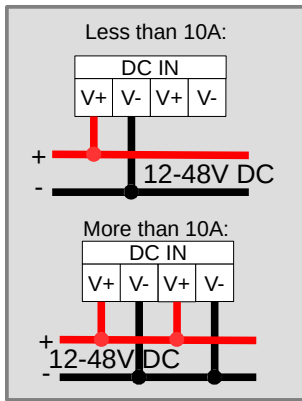 Less than 10A:
DC IN
V+ V- V+ V-
+
12-48V DC
-
More than 10A:
DC IN
V+ V- V+ V-
+
12-48V DC
-